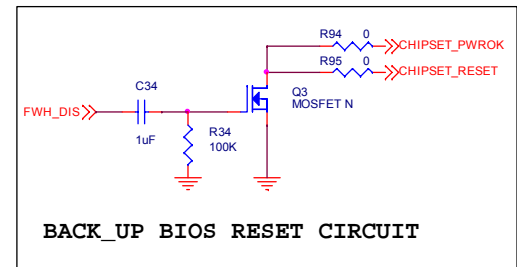 R94 0
CHIPSET_PWROK
R95 0
CHIPSET_RESET
C34
Q3
MOSFET N
FWH_DIS
1uF
R34
100K
BACK_UP BIOS RESET CIRCUIT